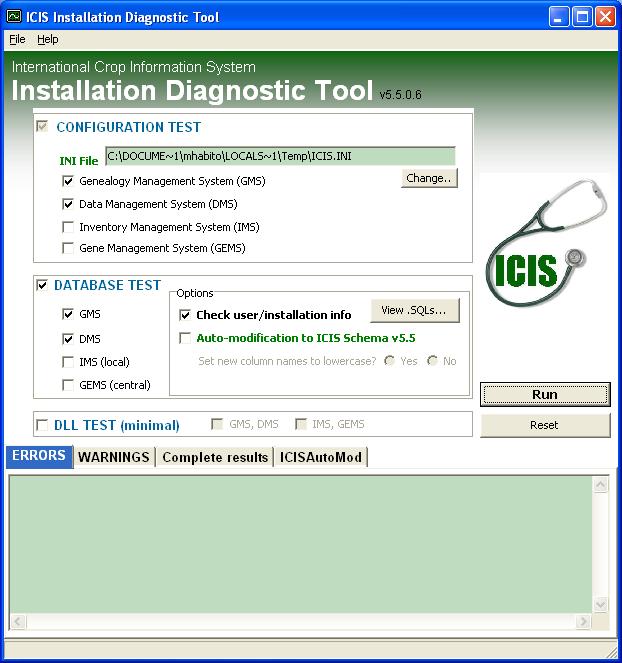 ICIS Installation Diagnostic Tool
File Help
International Crop Information System
Installation Diagnostic Tool v5.5.0.6
CONFIGURATION TEST
INI File C:\DOCUME~1\mhabito\LOCALS~1\Temp\ICIS.INI
Genealogy Management System (GMS)
Change..
Data Management System (DMS)
Inventory Management System (IMS)
Gene Management System (GEMS)
ICIS
DATABASE TEST
Options
GMS
Check user/installation info
View .SQLs...
DMS
Auto-modification to ICIS Schema v5.5
IMS (local)
Set new column names to lowercase? Yes No
GEMS (central)
Run
DLL TEST (minimal) GMS, DMS IMS, GEMS
Reset
ERRORS WARNINGS Complete results ICISAutoMod